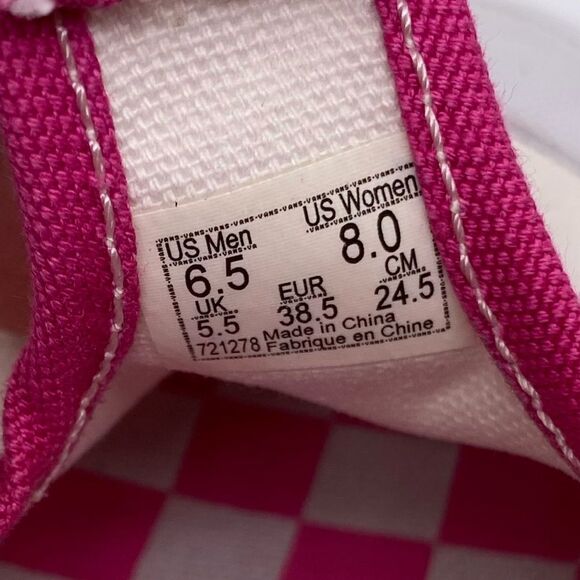 US Men US Women
6.5 8.0
UK EUR CM
5.5 38.5 24.5
Made in China
721278 Fabrique en Chine